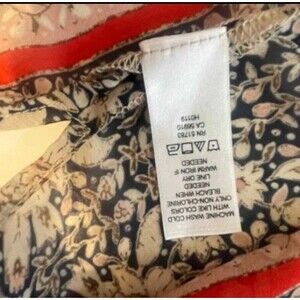 MACHINE WASH COLD
WITH LIKE COLORS
ONLY NON-CHLORINE
BLEACH WHEN
NEEDED
LINE DRY
WARM IRON IF
NEEDED
RN 51783
CA 56910
H0119